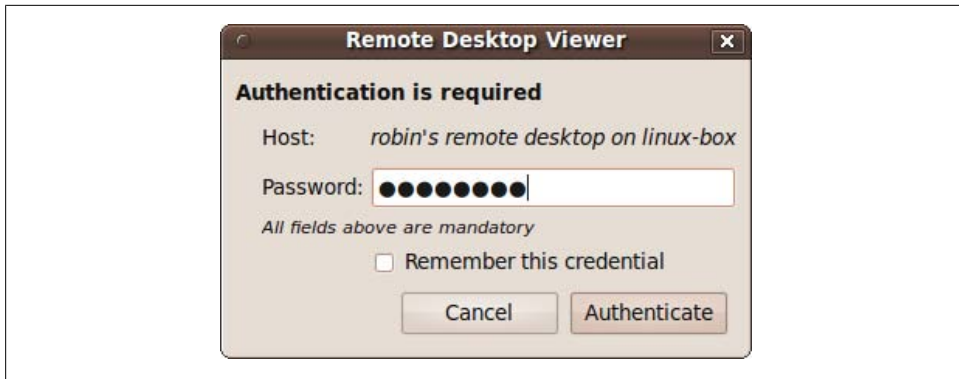 Remote Desktop Viewer
Authentication is required
Host: robin's remote desktop on linux-box
Password: ●●●●●●●●
All fields above are mandatory
Remember this credential
Cancel Authenticate